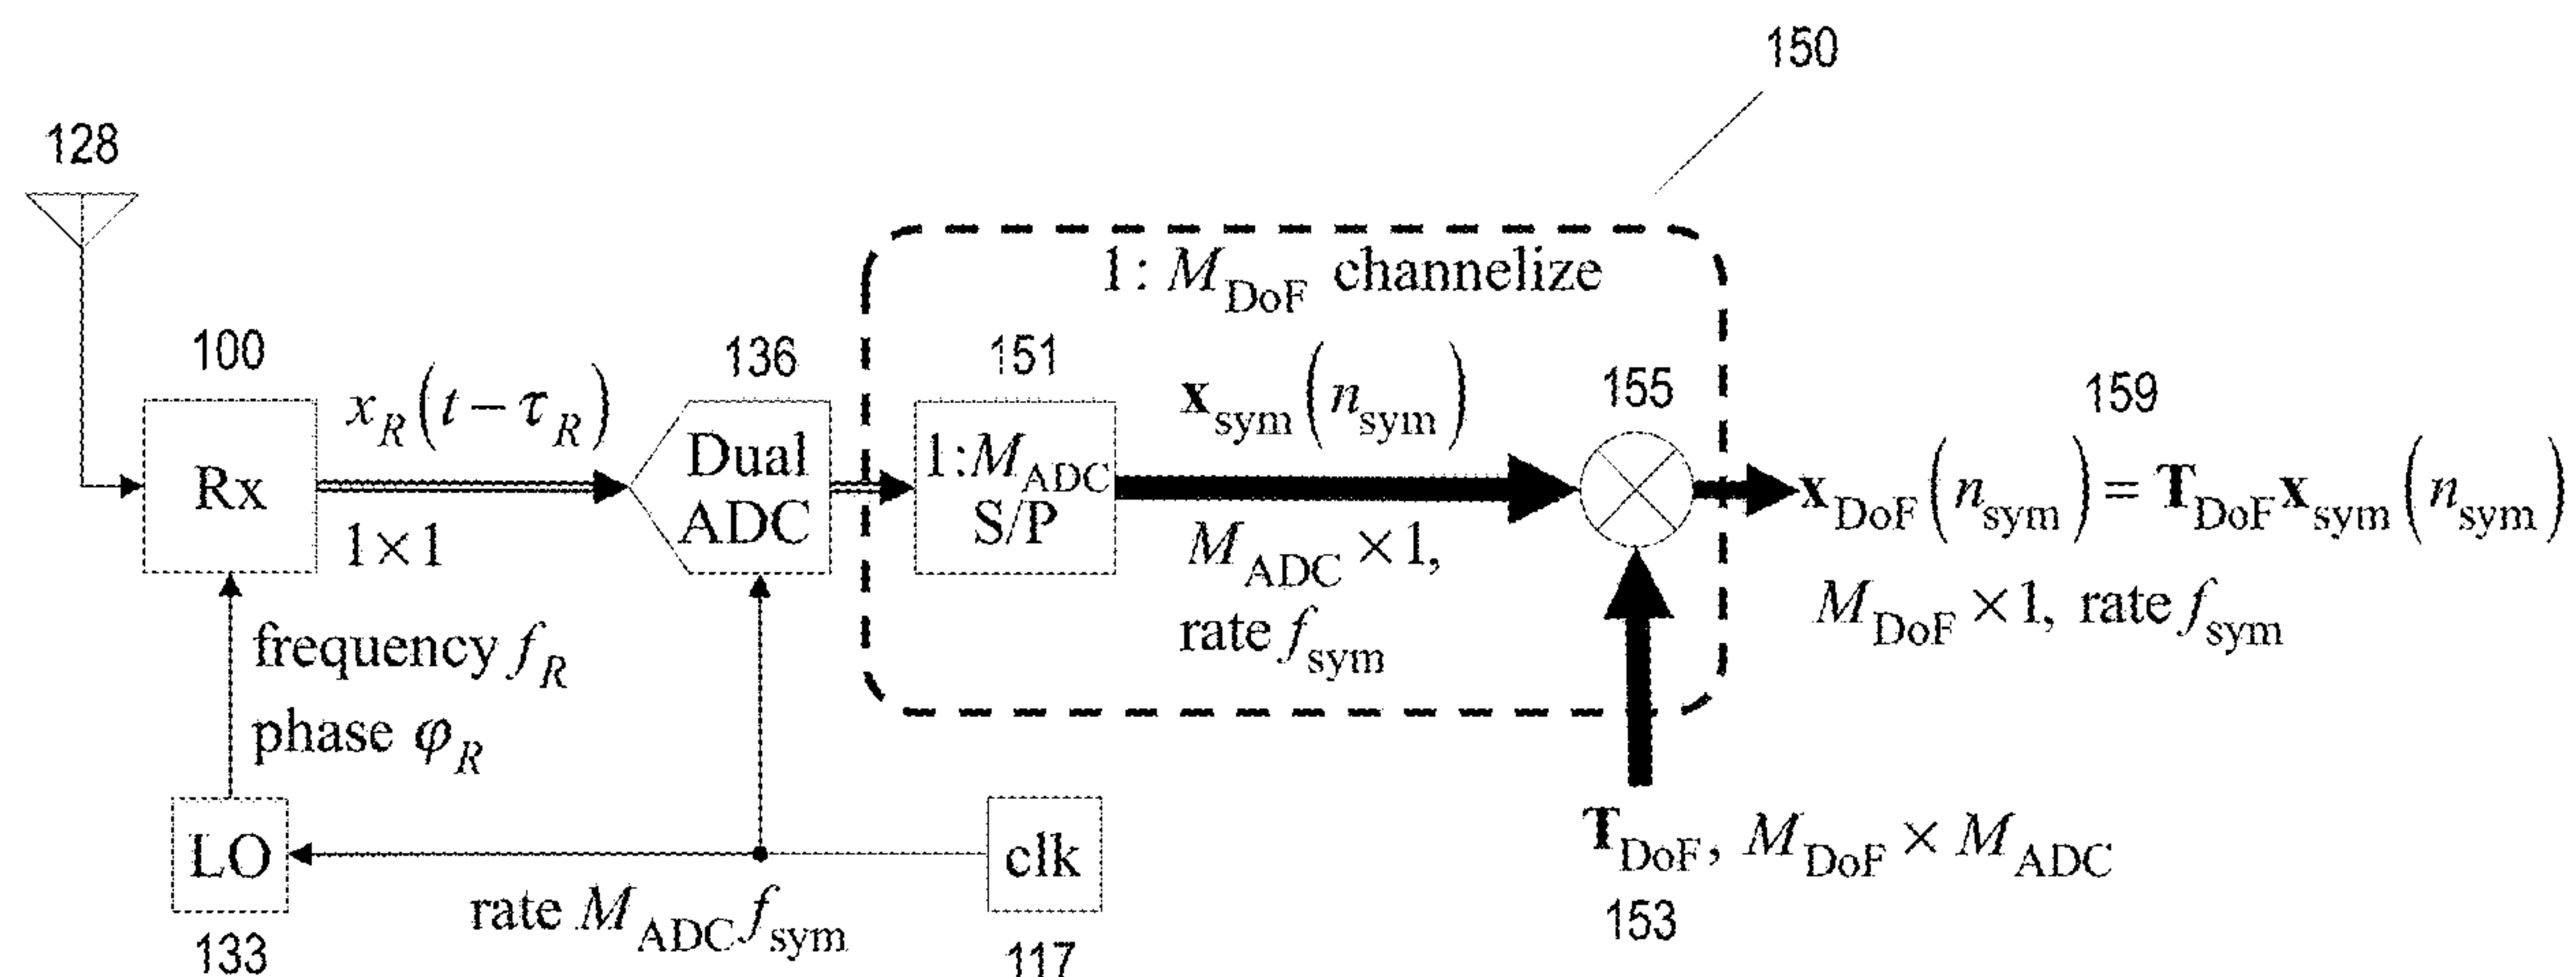 150
128
1: M_DoF channelize
100
136
151
155
159
x_R(t − τ_R)
x_sym(n_sym)
Rx
Dual
ADC
1:M_ADC
S/P
x_DoF(n_sym) = T_DoF x_sym(n_sym)
1×1
M_ADC × 1,
rate f_sym
M_DoF × 1, rate f_sym
frequency f_R
phase φ_R
LO
clk
T_DoF, M_DoF × M_ADC
rate M_ADC f_sym
153
133
117